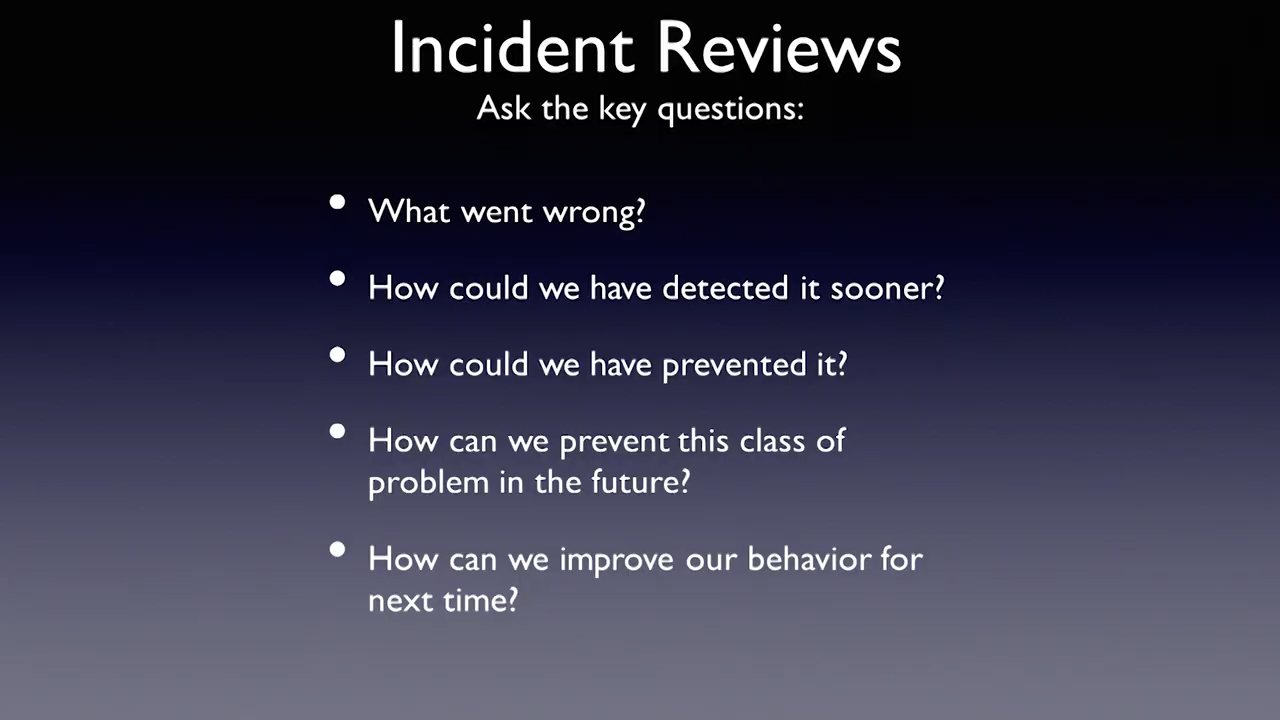 Incident Reviews
Ask the key questions:
• What went wrong?
• How could we have detected it sooner?
• How could we have prevented it?
• How can we prevent this class of
problem in the future?
• How can we improve our behavior for
next time?